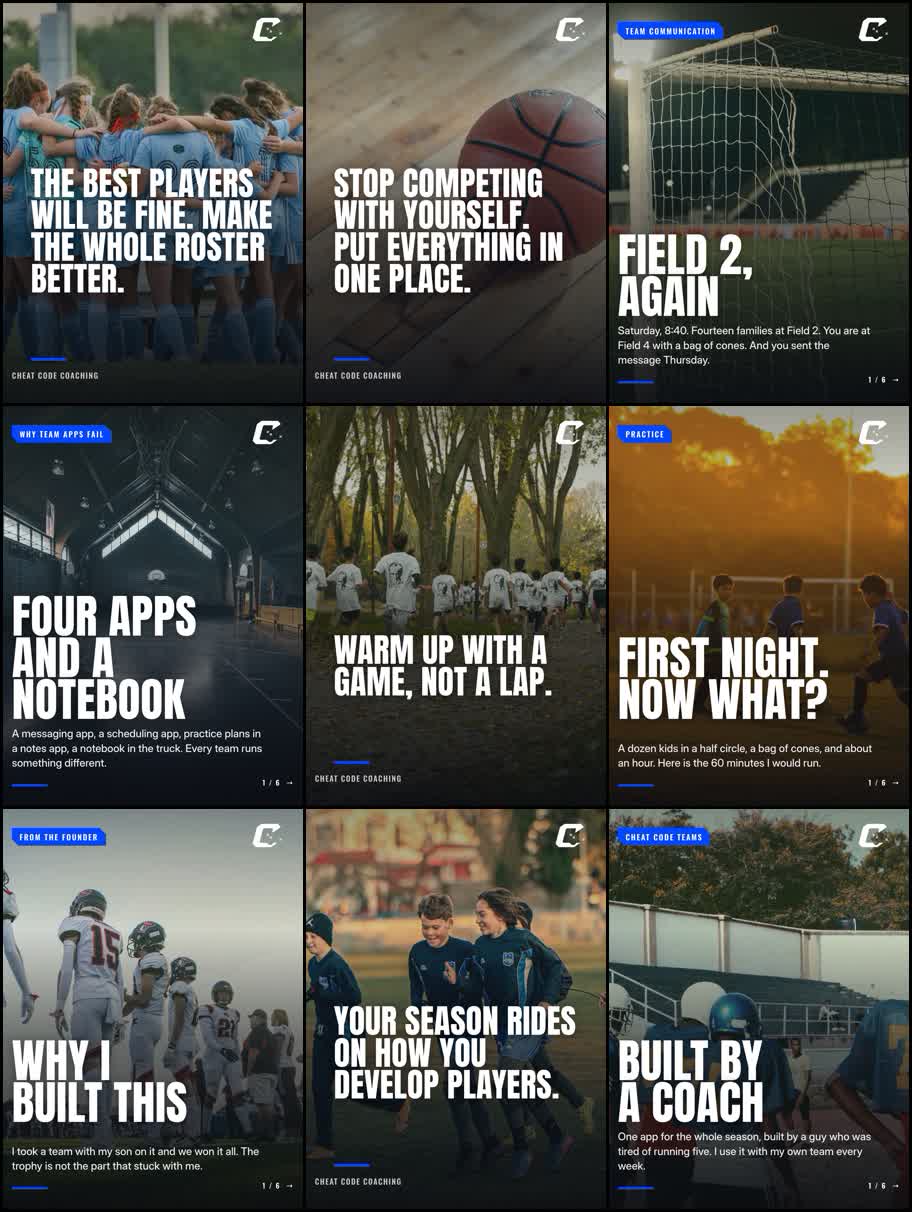 THE BEST PLAYERS
WILL BE FINE. MAKE
THE WHOLE ROSTER
BETTER.
CHEAT CODE COACHING
STOP COMPETING
WITH YOURSELF.
PUT EVERYTHING IN
ONE PLACE.
CHEAT CODE COACHING
TEAM COMMUNICATION
FIELD 2,
AGAIN
Saturday, 8:40. Fourteen families at Field 2. You are at
Field 4 with a bag of cones. And you sent the
message Thursday.
1 / 6 →
WHY TEAM APPS FAIL
FOUR APPS
AND A
NOTEBOOK
A messaging app, a scheduling app, practice plans in
a notes app, a notebook in the truck. Every team runs
something different.
1 / 6 →
WARM UP WITH A
GAME, NOT A LAP.
CHEAT CODE COACHING
PRACTICE
FIRST NIGHT.
NOW WHAT?
A dozen kids in a half circle, a bag of cones, and about
an hour. Here is the 60 minutes I would run.
1 / 6 →
FROM THE FOUNDER
15
21
WHY I
BUILT THIS
I took a team with my son on it and we won it all. The
trophy is not the part that stuck with me.
1 / 6 →
YOUR SEASON RIDES
ON HOW YOU
DEVELOP PLAYERS.
CHEAT CODE COACHING
CHEAT CODE TEAMS
BUILT BY
A COACH
One app for the whole season, built by a guy who was
tired of running five. I use it with my own team every
week.
1 / 6 →